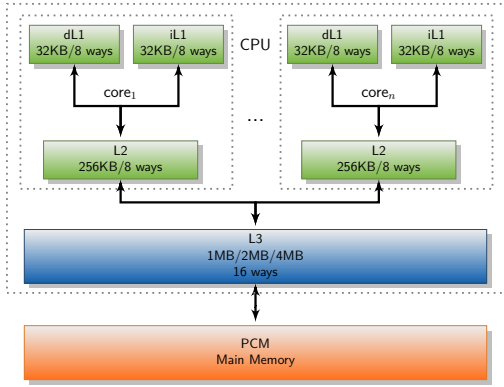 dL1
32KB/8 ways
iL1
32KB/8 ways
CPU
dL1
32KB/8 ways
iL1
32KB/8 ways
core₁
coreₙ
...
L2
256KB/8 ways
L2
256KB/8 ways
L3
1MB/2MB/4MB
16 ways
PCM
Main Memory